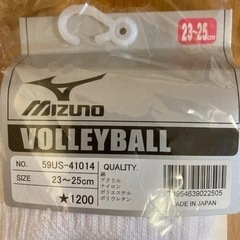 23~25cm
MIZUNO
VOLLEYBALL
NO. 59US-41014
QUALITY.
SIZE 23～25cm
綿
アクリル
ナイロン
ポリエステル
ポリウレタン
★1200
954639022505
MADE IN JAPAN